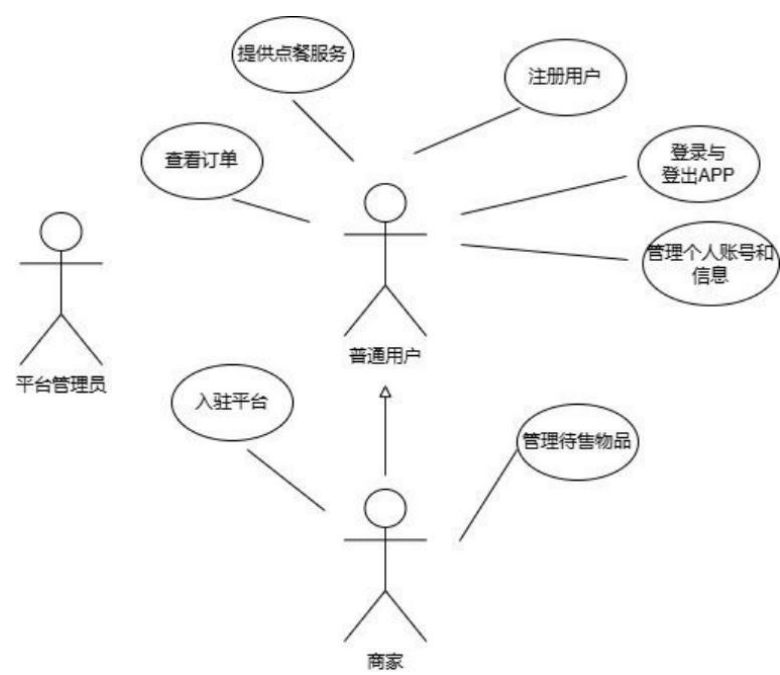 提供点餐服务
注册用户
查看订单
登录与
登出APP
管理个人账号和
信息
普通用户
平台管理员
入驻平台
管理待售物品
商家